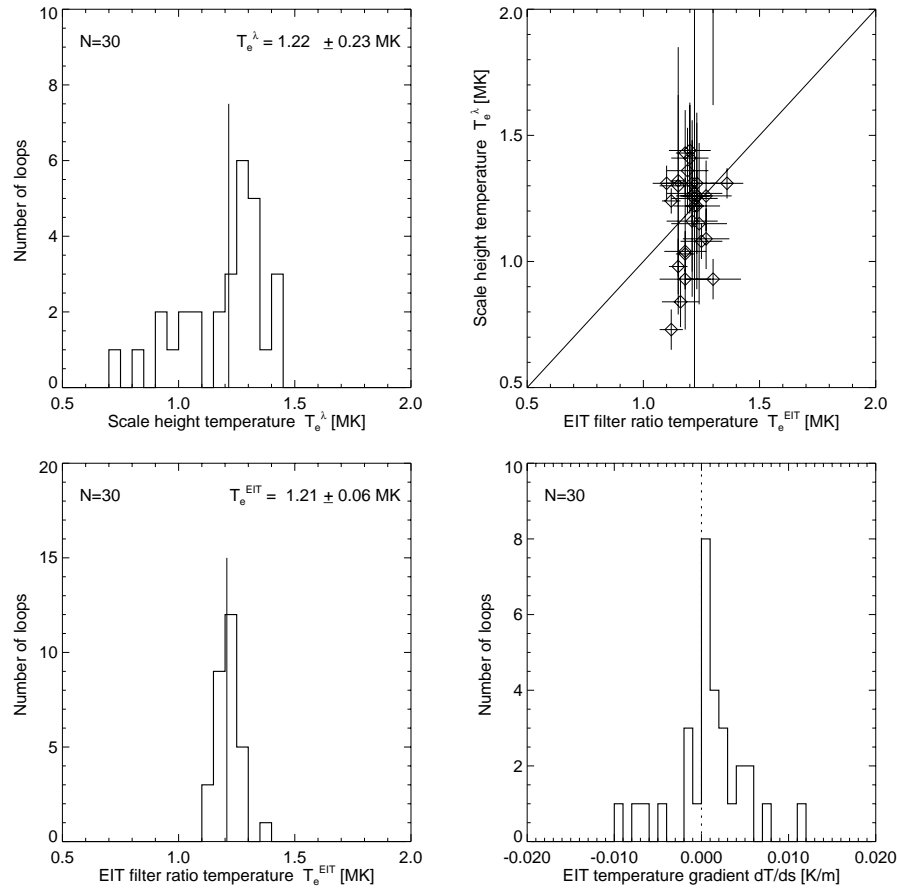 10
8
6
4
2
0
Number of loops
N=30
T_e^λ = 1.22 ± 0.23 MK
0.5 1.0 1.5 2.0
Scale height temperature T_e^λ [MK]
2.0
1.5
1.0
0.5
Scale height temperature T_e^λ [MK]
0.5 1.0 1.5 2.0
EIT filter ratio temperature T_e^EIT [MK]
20
15
10
5
0
Number of loops
N=30
T_e^EIT = 1.21 ± 0.06 MK
0.5 1.0 1.5 2.0
EIT filter ratio temperature T_e^EIT [MK]
10
8
6
4
2
0
Number of loops
N=30
-0.020 -0.010 0.000 0.010 0.020
EIT temperature gradient dT/ds [K/m]